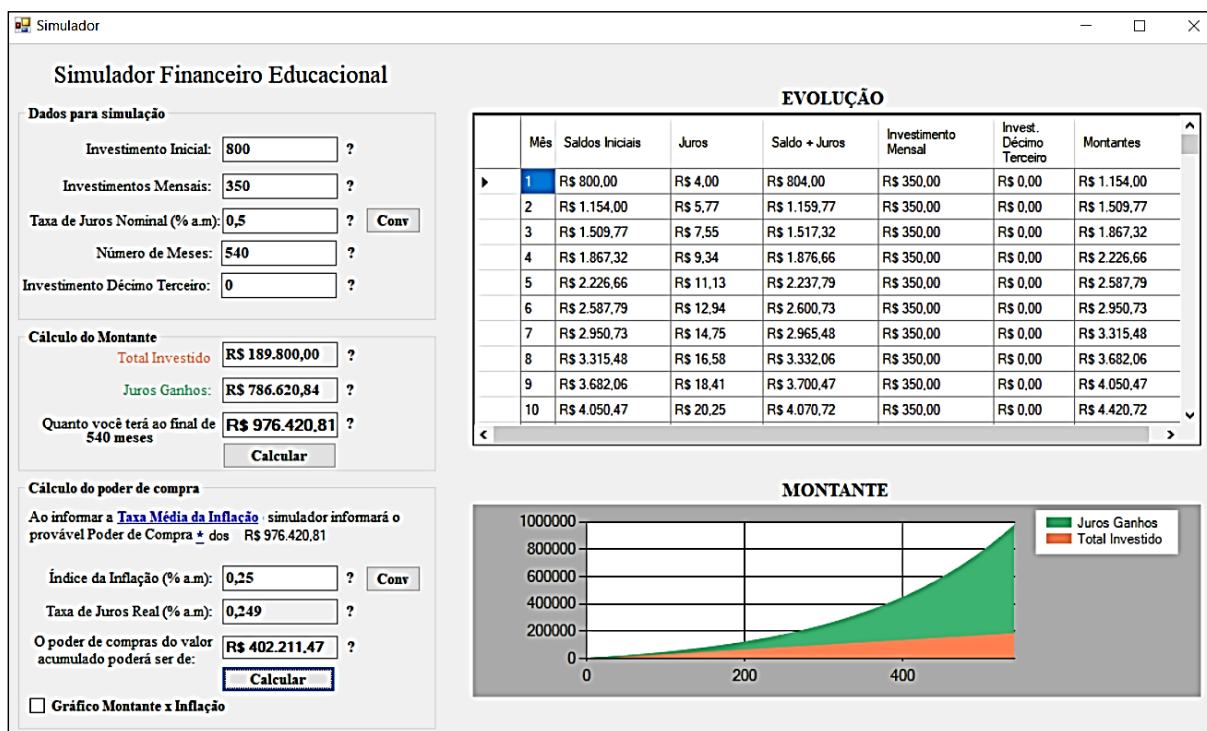 Simulador
Simulador Financeiro Educacional
Dados para simulação
Investimento Inicial: 800 ?
Investimentos Mensais: 350 ?
Taxa de Juros Nominal (% a.m): 0,5 ? Conv
Número de Meses: 540 ?
Investimento Décimo Terceiro: 0 ?
Cálculo do Montante
Total Investido R$ 189.800,00 ?
Juros Ganhos: R$ 786.620,84 ?
Quanto você terá ao final de
540 meses
R$ 976.420,81 ?
Calcular
Cálculo do poder de compra
Ao informar a Taxa Média da Inflação simulador informará o
provável Poder de Compra * dos R$ 976.420,81
Índice da Inflação (% a.m): 0,25 ? Conv
Taxa de Juros Real (% a.m): 0,249 ?
O poder de compras do valor
acumulado poderá ser de:
R$ 402.211,47 ?
Calcular
Gráfico Montante x Inflação
EVOLUÇÃO
Mês Saldos Iniciais Juros Saldo + Juros Investimento Mensal Invest. Décimo Terceiro Montantes
1 R$ 800,00 R$ 4,00 R$ 804,00 R$ 350,00 R$ 0,00 R$ 1.154,00
2 R$ 1.154,00 R$ 5,77 R$ 1.159,77 R$ 350,00 R$ 0,00 R$ 1.509,77
3 R$ 1.509,77 R$ 7,55 R$ 1.517,32 R$ 350,00 R$ 0,00 R$ 1.867,32
4 R$ 1.867,32 R$ 9,34 R$ 1.876,66 R$ 350,00 R$ 0,00 R$ 2.226,66
5 R$ 2.226,66 R$ 11,13 R$ 2.237,79 R$ 350,00 R$ 0,00 R$ 2.587,79
6 R$ 2.587,79 R$ 12,94 R$ 2.600,73 R$ 350,00 R$ 0,00 R$ 2.950,73
7 R$ 2.950,73 R$ 14,75 R$ 2.965,48 R$ 350,00 R$ 0,00 R$ 3.315,48
8 R$ 3.315,48 R$ 16,58 R$ 3.332,06 R$ 350,00 R$ 0,00 R$ 3.682,06
9 R$ 3.682,06 R$ 18,41 R$ 3.700,47 R$ 350,00 R$ 0,00 R$ 4.050,47
10 R$ 4.050,47 R$ 20,25 R$ 4.070,72 R$ 350,00 R$ 0,00 R$ 4.420,72
MONTANTE
1000000
800000
600000
400000
200000
0
0 200 400
Juros Ganhos
Total Investido